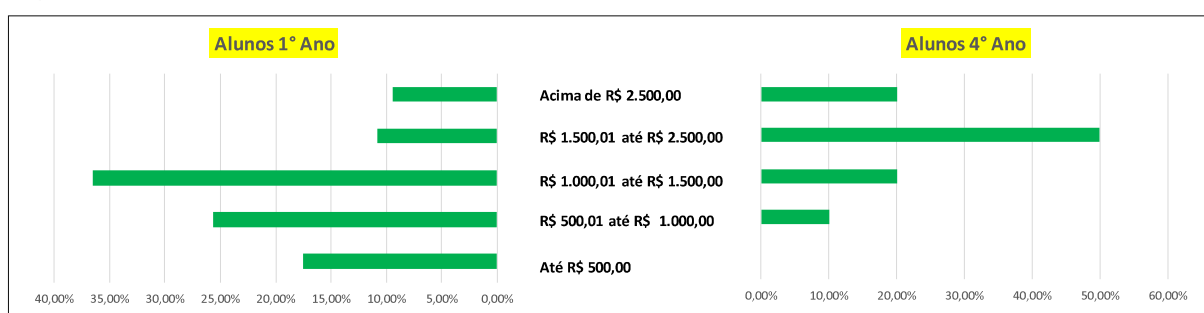 Alunos 1° Ano
Alunos 4° Ano
Acima de R$ 2.500,00
R$ 1.500,01 até R$ 2.500,00
R$ 1.000,01 até R$ 1.500,00
R$ 500,01 até R$ 1.000,00
Até R$ 500,00
40,00% 35,00% 30,00% 25,00% 20,00% 15,00% 10,00% 5,00% 0,00%
0,00% 10,00% 20,00% 30,00% 40,00% 50,00% 60,00%